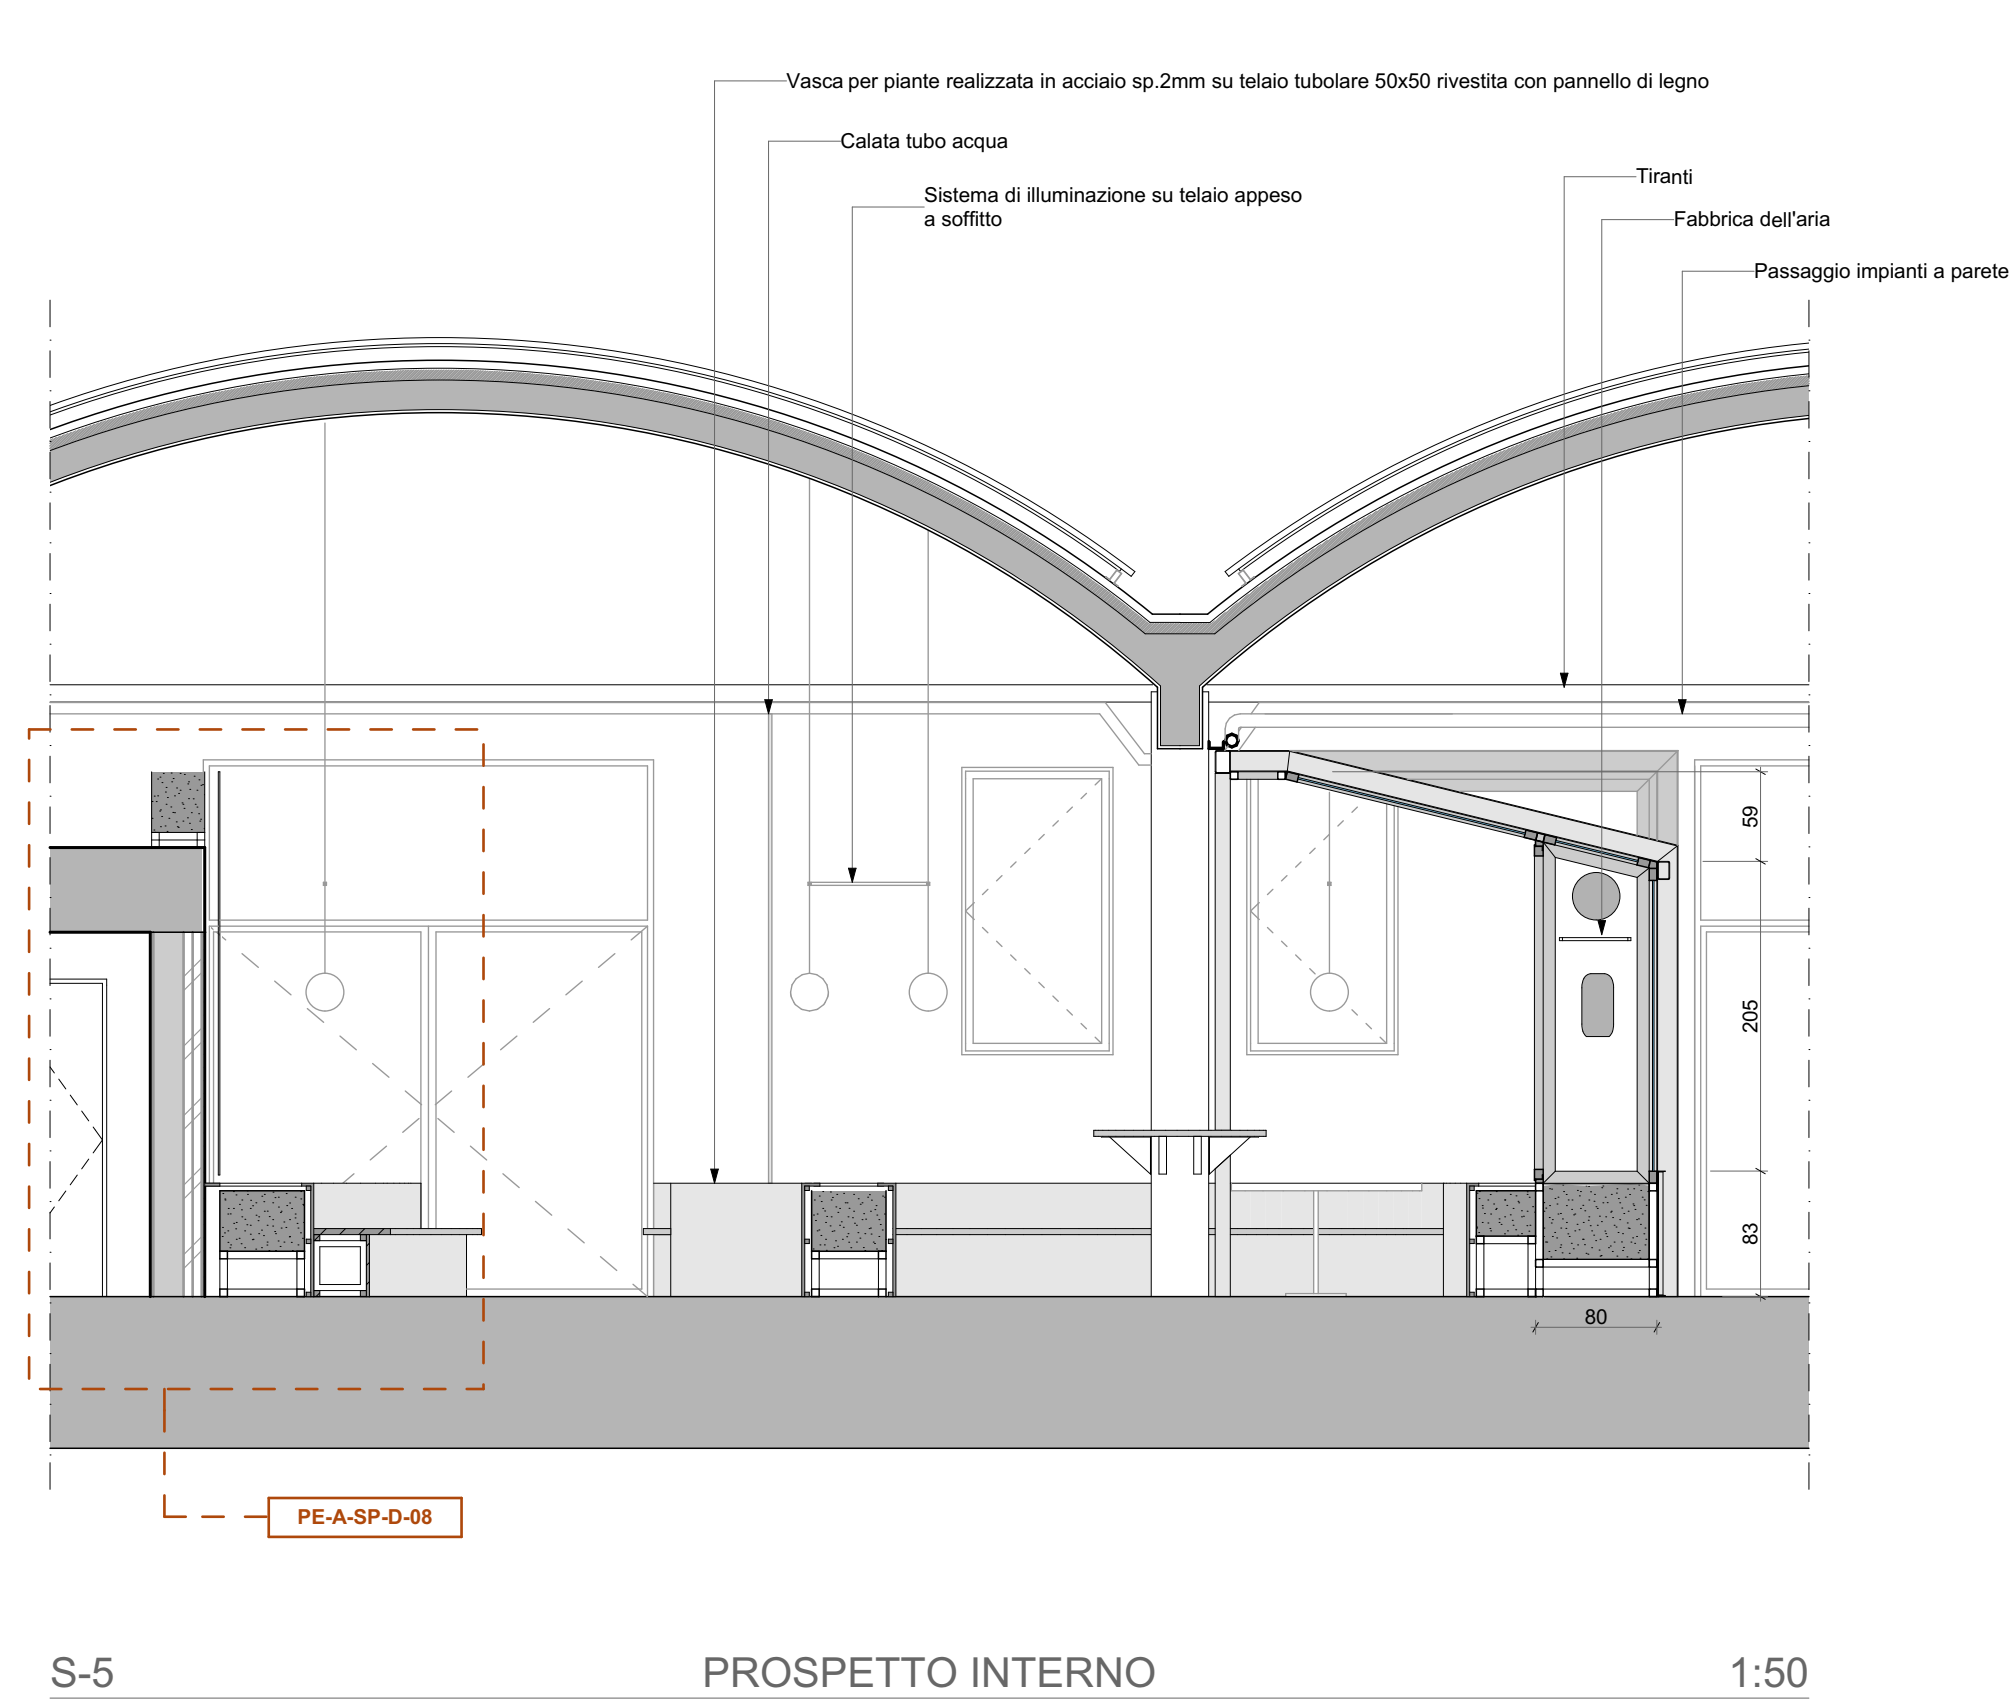 Vasca per piante realizzata in acciaio sp.2mm su telaio tubolare 50x50 rivestita con pannello di legno
Calata tubo acqua
Tiranti
Sistema di illuminazione su telaio appeso
a soffitto
Fabbrica dell'aria
Passaggio impianti a parete
59
205
83
80
PE-A-SP-D-08
S-5 PROSPETTO INTERNO 1:50